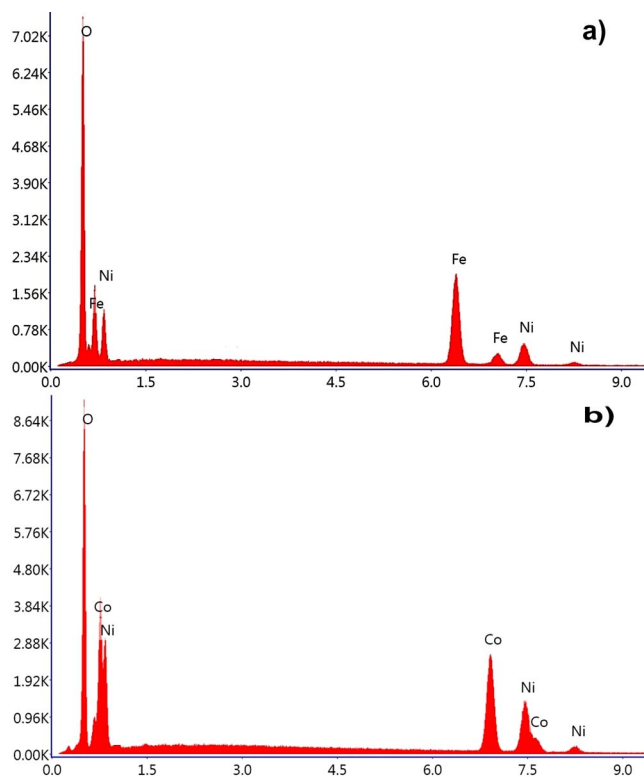 a)
7.02K
O
6.24K
5.46K
4.68K
3.90K
3.12K
2.34K
Fe
Ni
1.56K
Fe
Ni
0.78K
Fe
Ni
0.00K
0.0 1.5 3.0 4.5 6.0 7.5 9.0
b)
8.64K
O
7.68K
6.72K
5.76K
4.80K
3.84K
Co
2.88K
Ni
Co
1.92K
Ni
0.96K
Co
Ni
0.00K
0.0 1.5 3.0 4.5 6.0 7.5 9.0